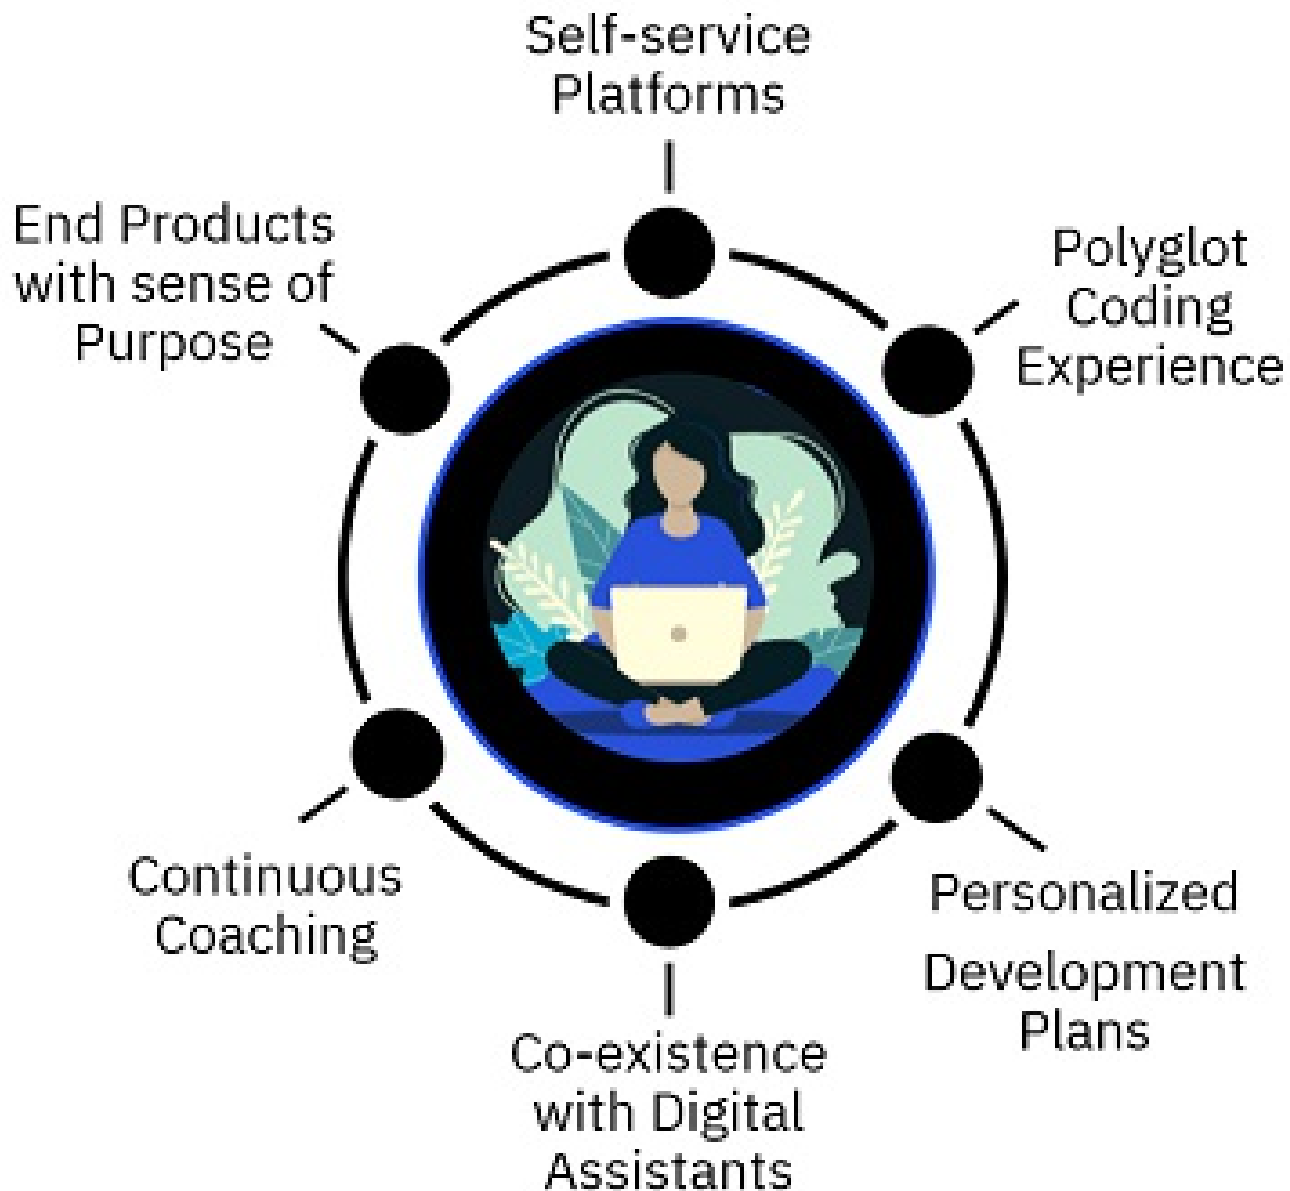 Self-service
Platforms
Polyglot
Coding
Experience
Personalized
Development
Plans
Co-existence
with Digital
Assistants
Continuous
Coaching
End Products
with sense of
Purpose